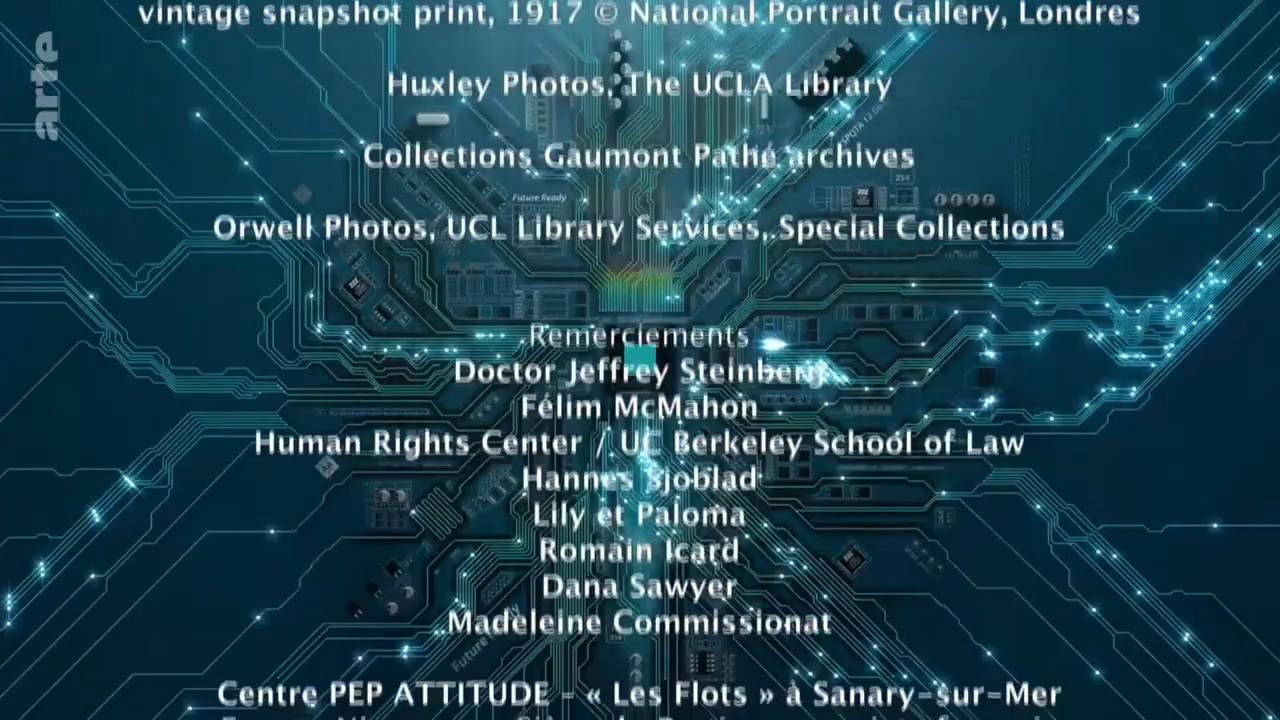 vintage snapshot print, 1917 © National Portrait Gallery, Londres
arte
Huxley Photos, The UCLA Library
Collections Gaumont Pathé archives
Future Ready
Orwell Photos, UCL Library Services, Special Collections
Remerciements
Doctor Jeffrey Steinberg
Félim McMahon
Human Rights Center / UC Berkeley School of Law
Hannes Sjoblad
Lily et Paloma
Romain Icard
Dana Sawyer
Madeleine Commissionat
Centre PEP ATTITUDE - « Les Flots » à Sanary-sur-Mer